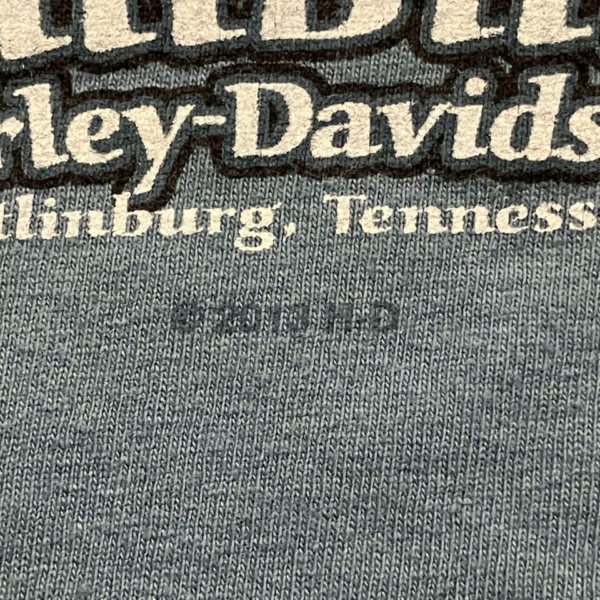 rley-Davids
tlinburg, Tenness
© 2013 H-D